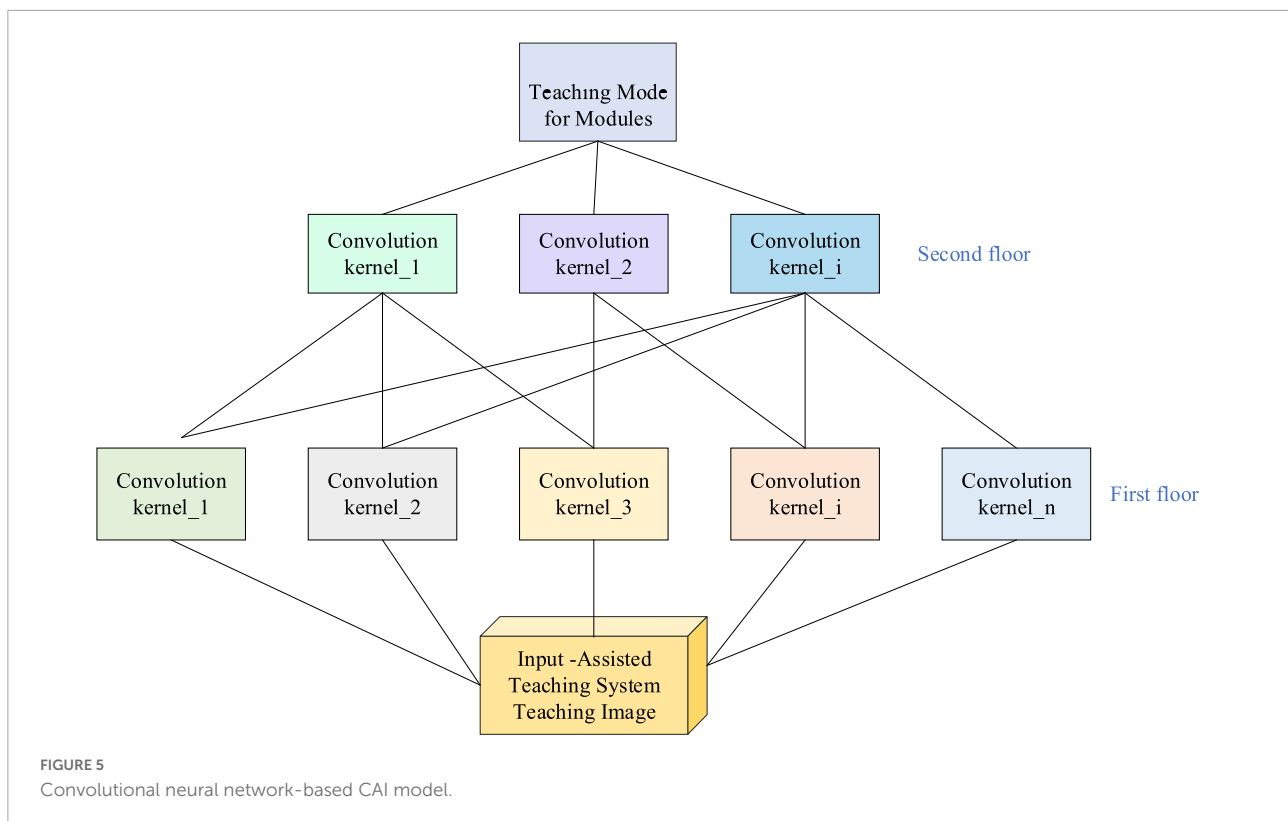 Teaching Mode
for Modules
Convolution
kernel_1
Convolution
kernel_2
Convolution
kernel_i
Second floor
Convolution
kernel_1
Convolution
kernel_2
Convolution
kernel_3
Convolution
kernel_i
Convolution
kernel_n
First floor
Input -Assisted
Teaching System
Teaching Image
FIGURE 5
Convolutional neural network-based CAI model.